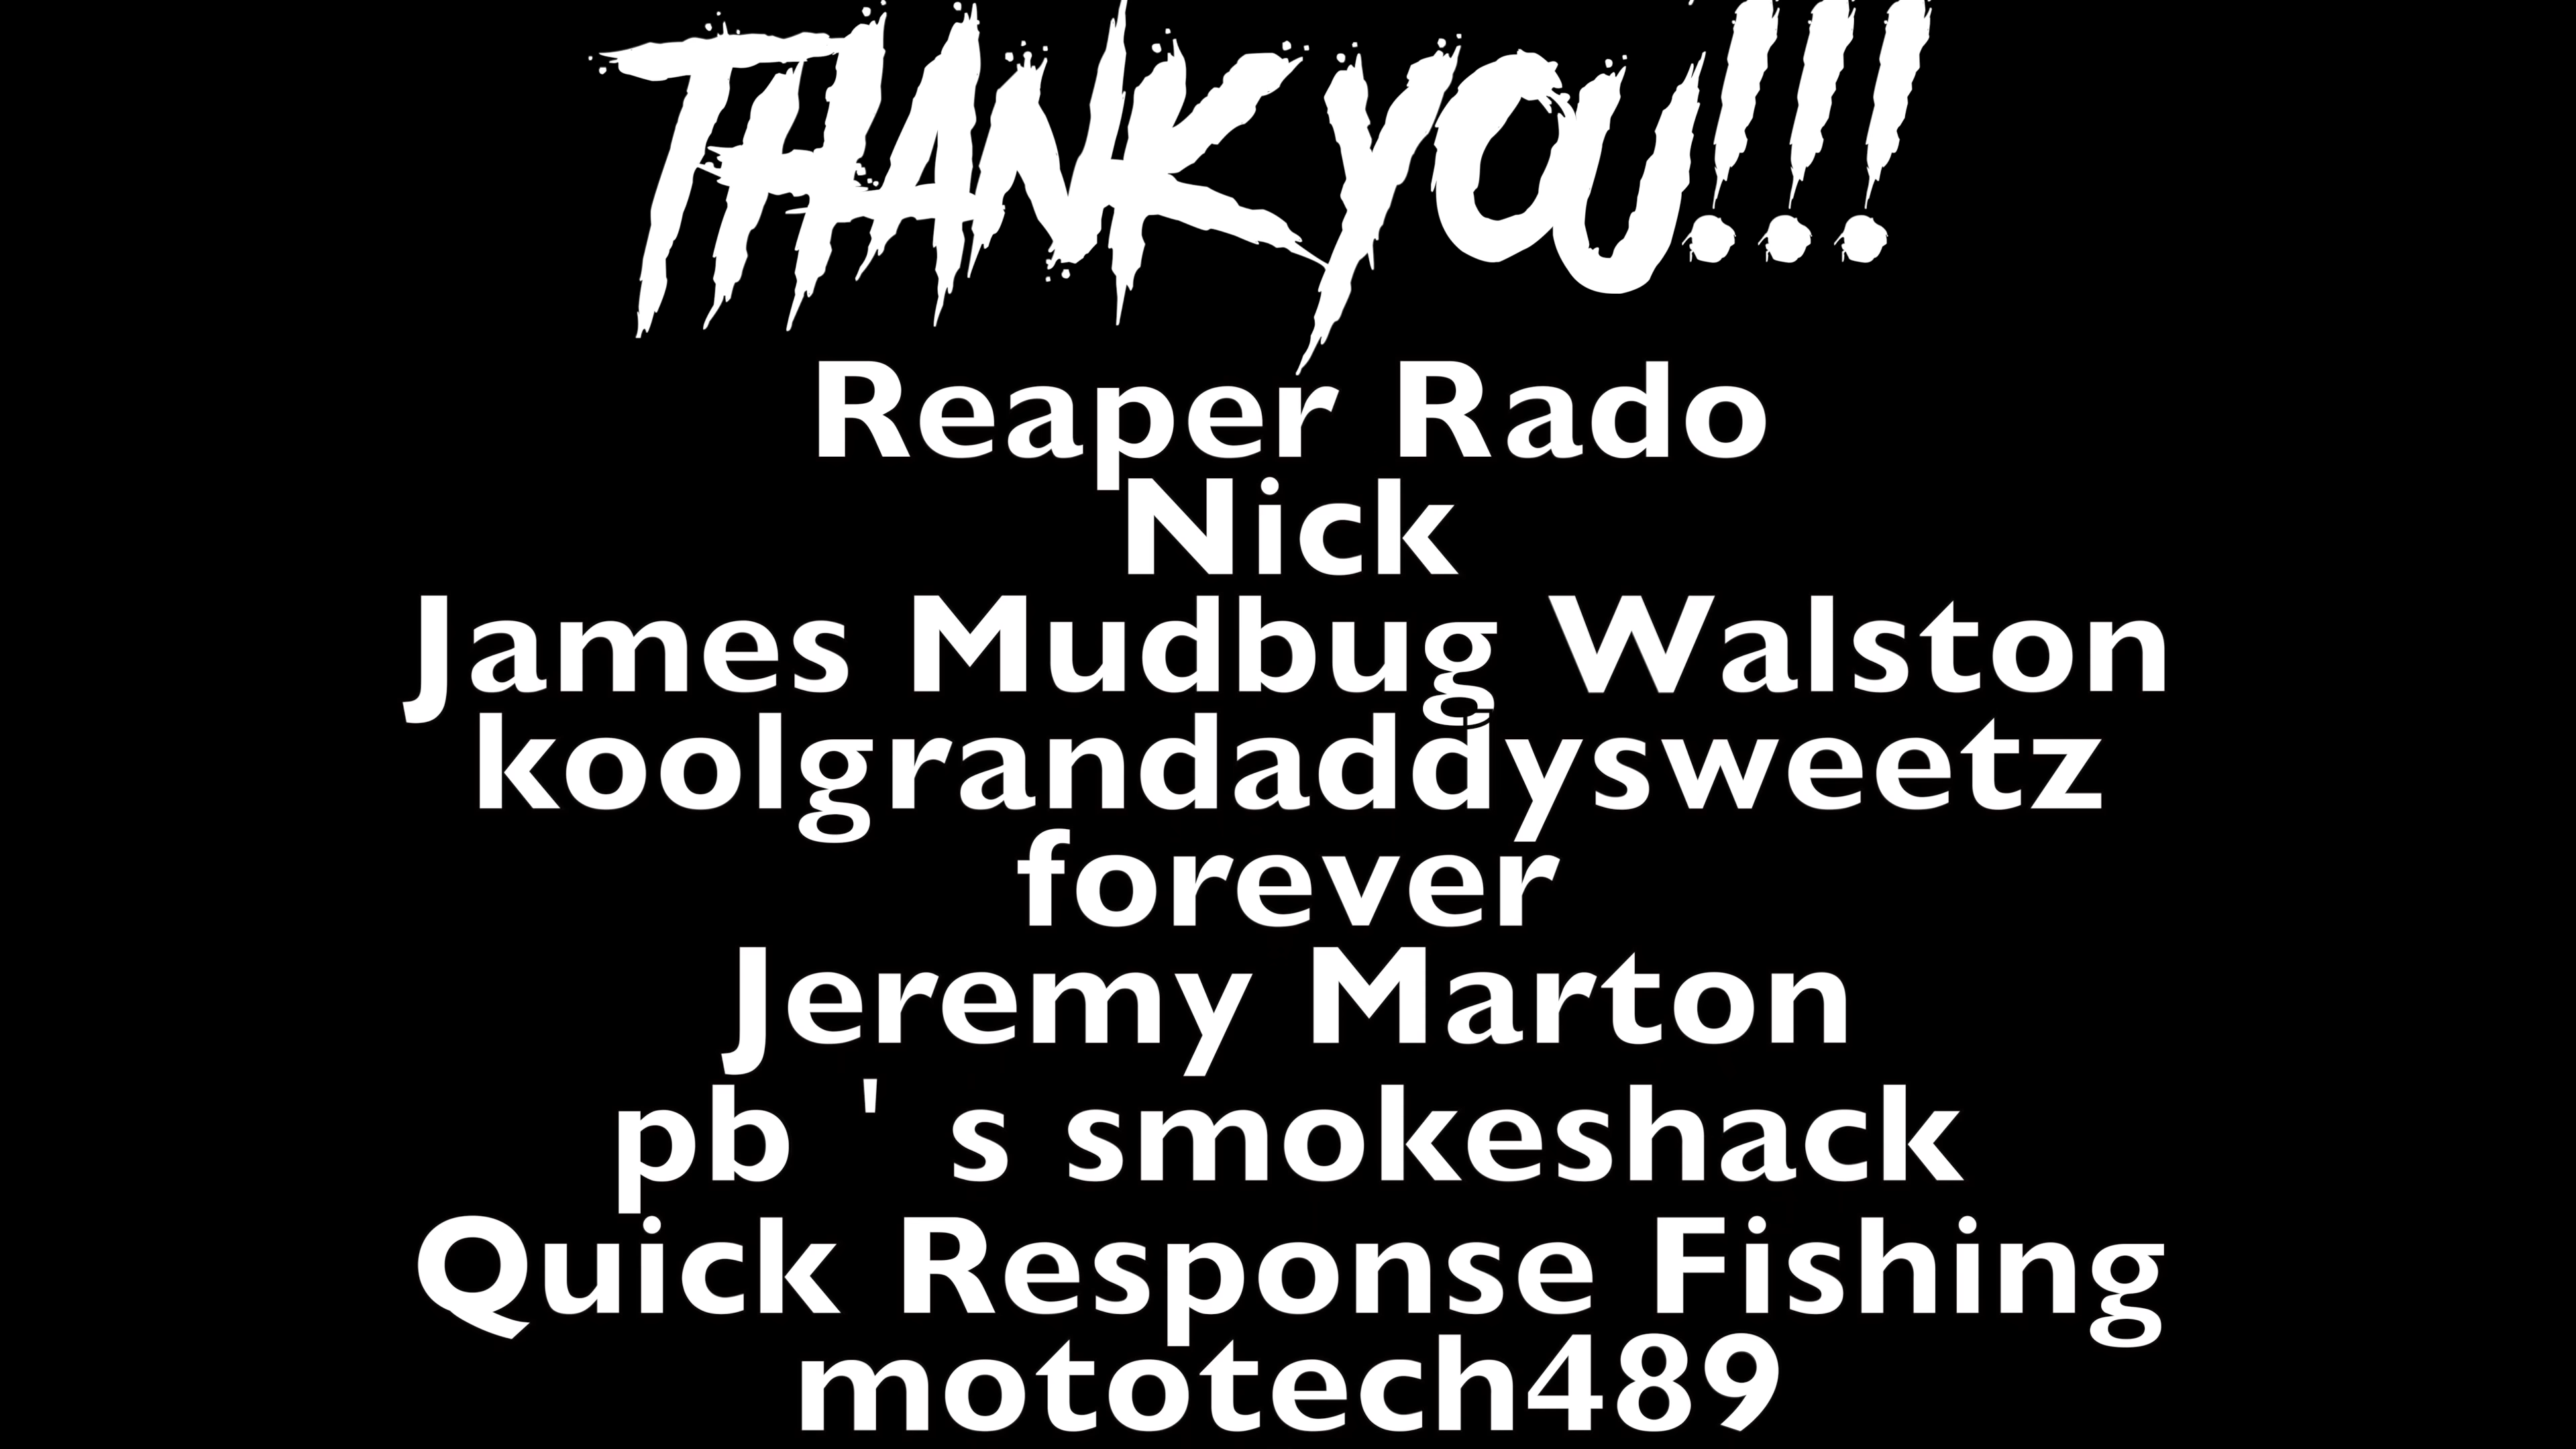 THANK YOU!!!
Reaper Rado
Nick
James Mudbug Walston
koolgrandaddysweetz
forever
Jeremy Marton
pb ' s smokeshack
Quick Response Fishing
mototech489